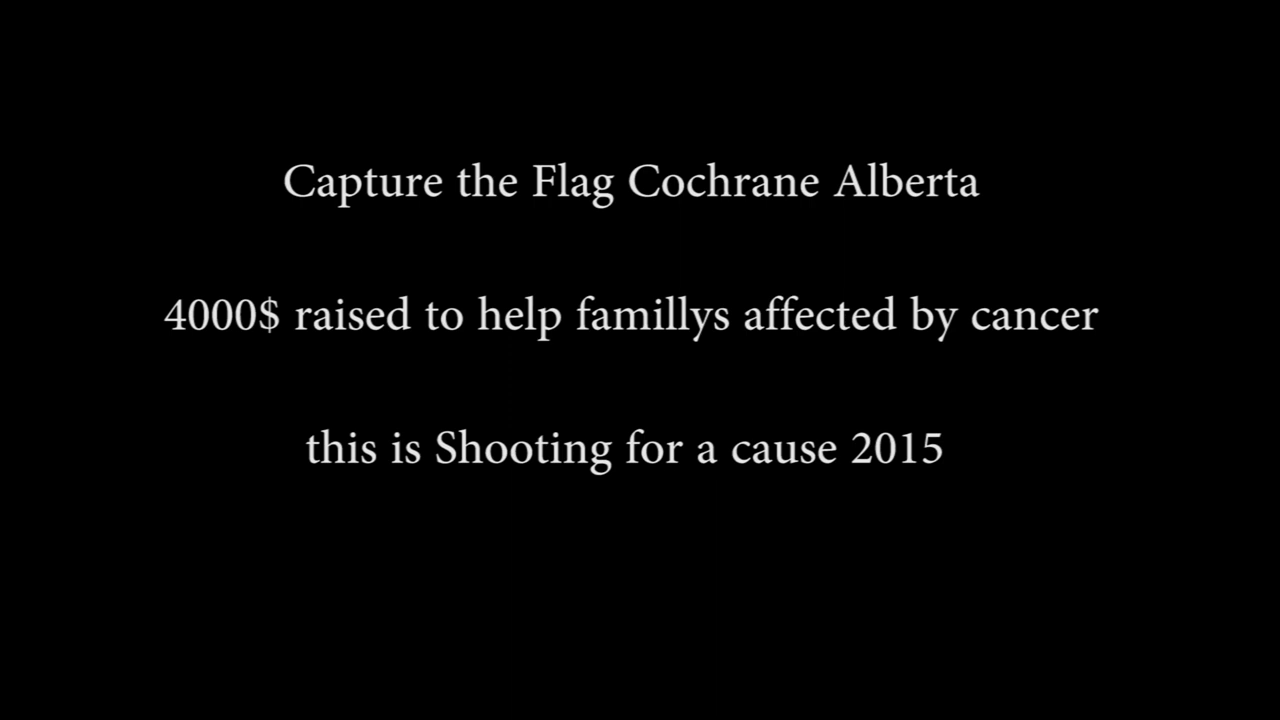 Capture the Flag Cochrane Alberta
4000$ raised to help famillys affected by cancer
this is Shooting for a cause 2015